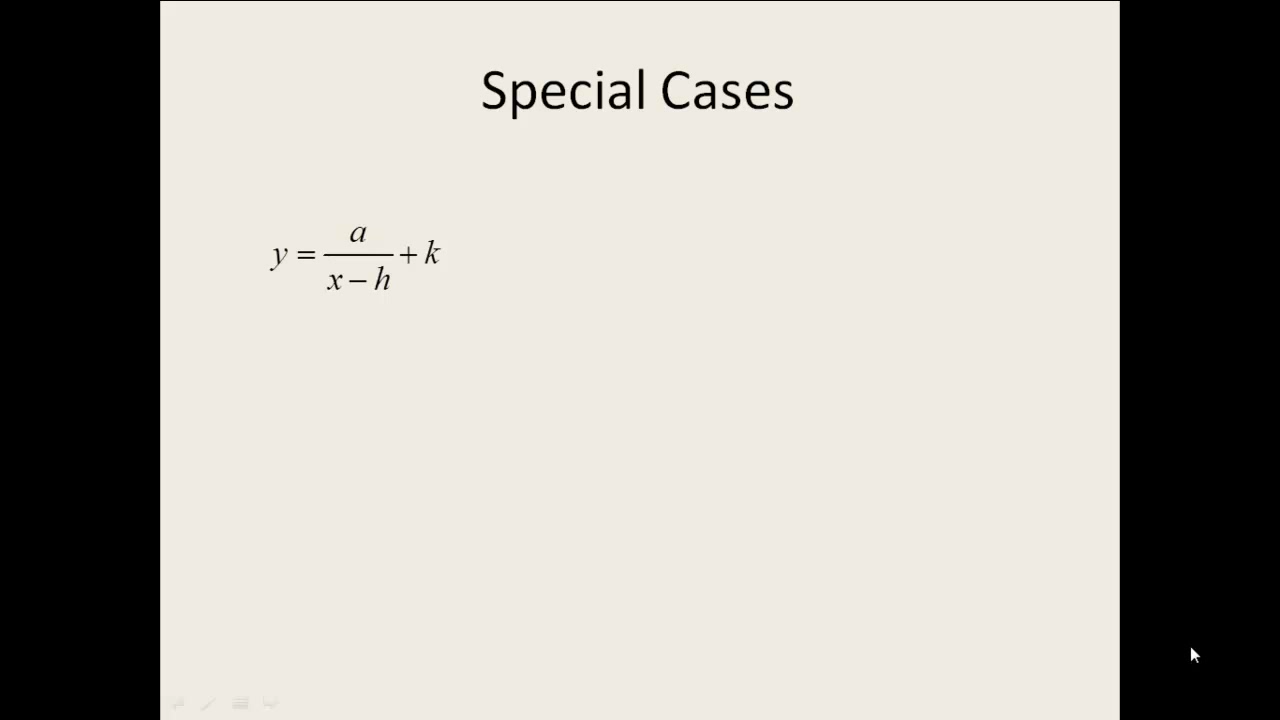 Special Cases
y = a/(x − h) + k